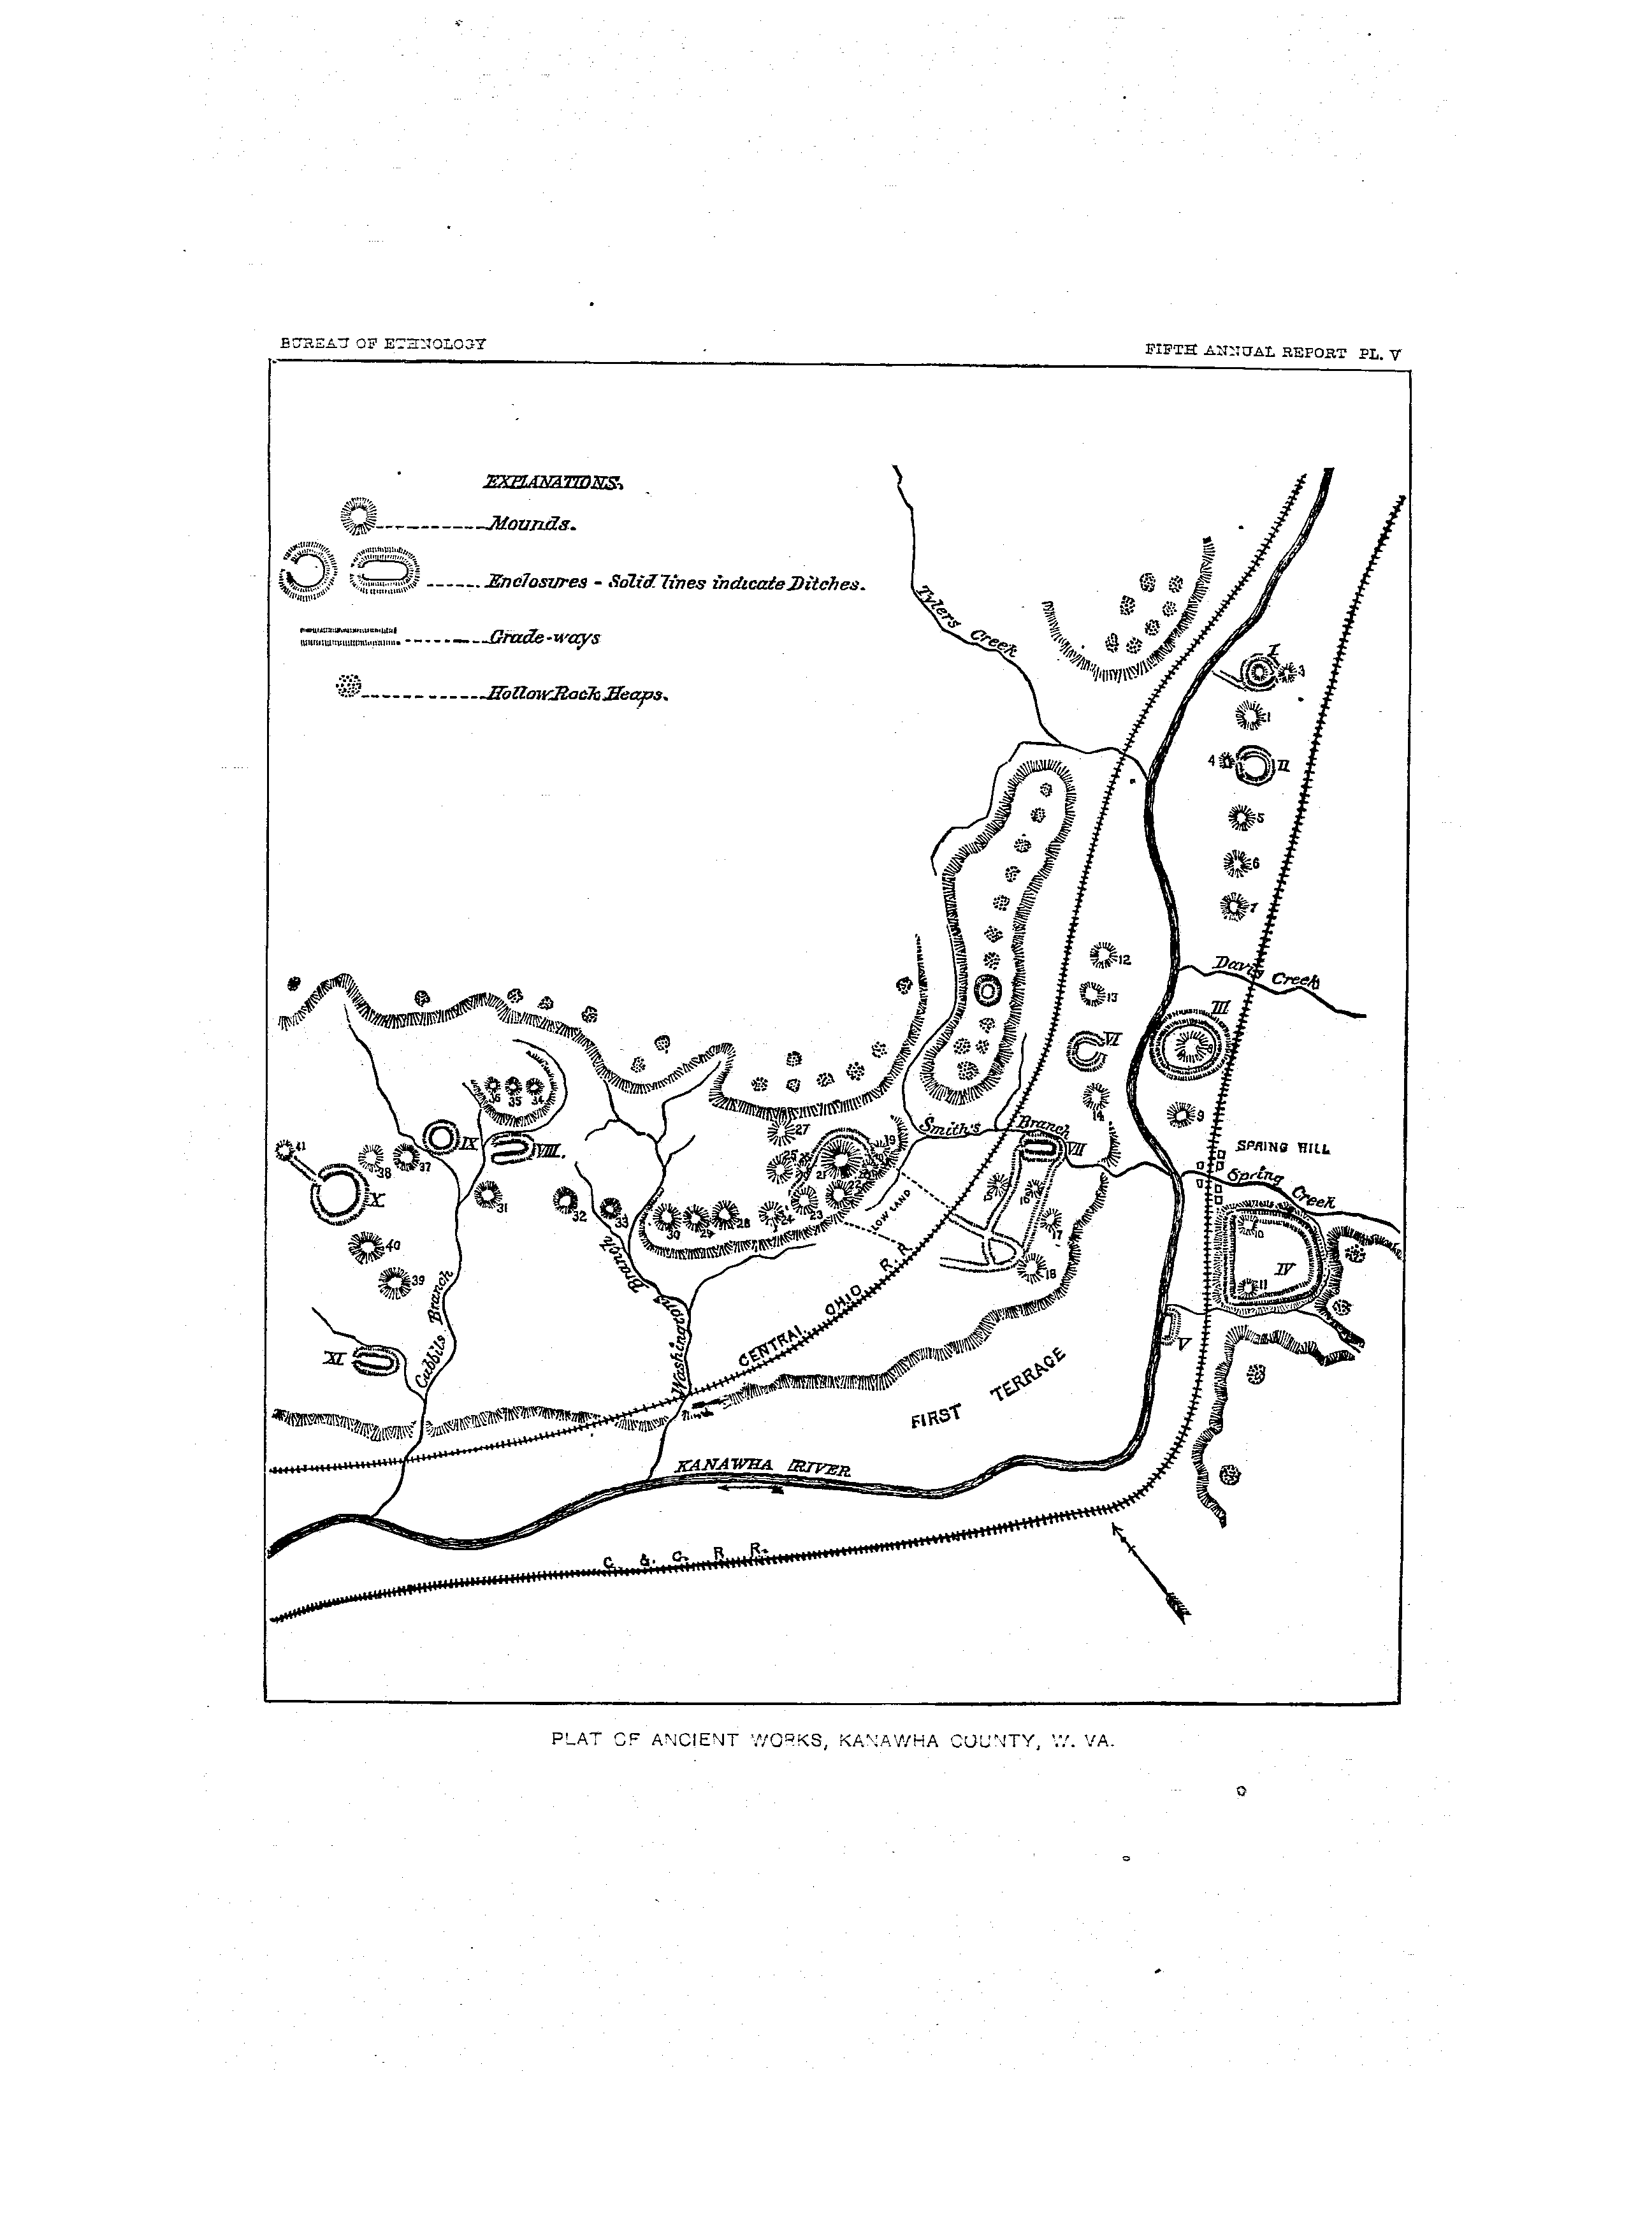 BUREAU OF ETHNOLOGY
FIFTH ANNUAL REPORT PL. V
EXPLANATIONS.
Mounds.
Enclosures - Solid lines indicate Ditches.
Grade-ways
Hollow Rock Heaps.
Tylers Creek
I
3
1
4
II
5
6
7
12
Davis Creek
13
III
VI
8
14
9
SPRING HILL
Smith's Branch
VII
Spring Creek
36
35
34
27
19
41
IX
VIII.
38
37
25
21
X
22
16
31
32
33
30
29
28
24
23
LOW LAND
17
10
40
18
IV
39
11
Branch
Washington
CENTRAL OHIO R. R.
V
XI
Cabbils Branch
FIRST TERRACE
KANAWHA RIVER
C. & C. R. R.
PLAT OF ANCIENT WORKS, KANAWHA COUNTY, W. VA.